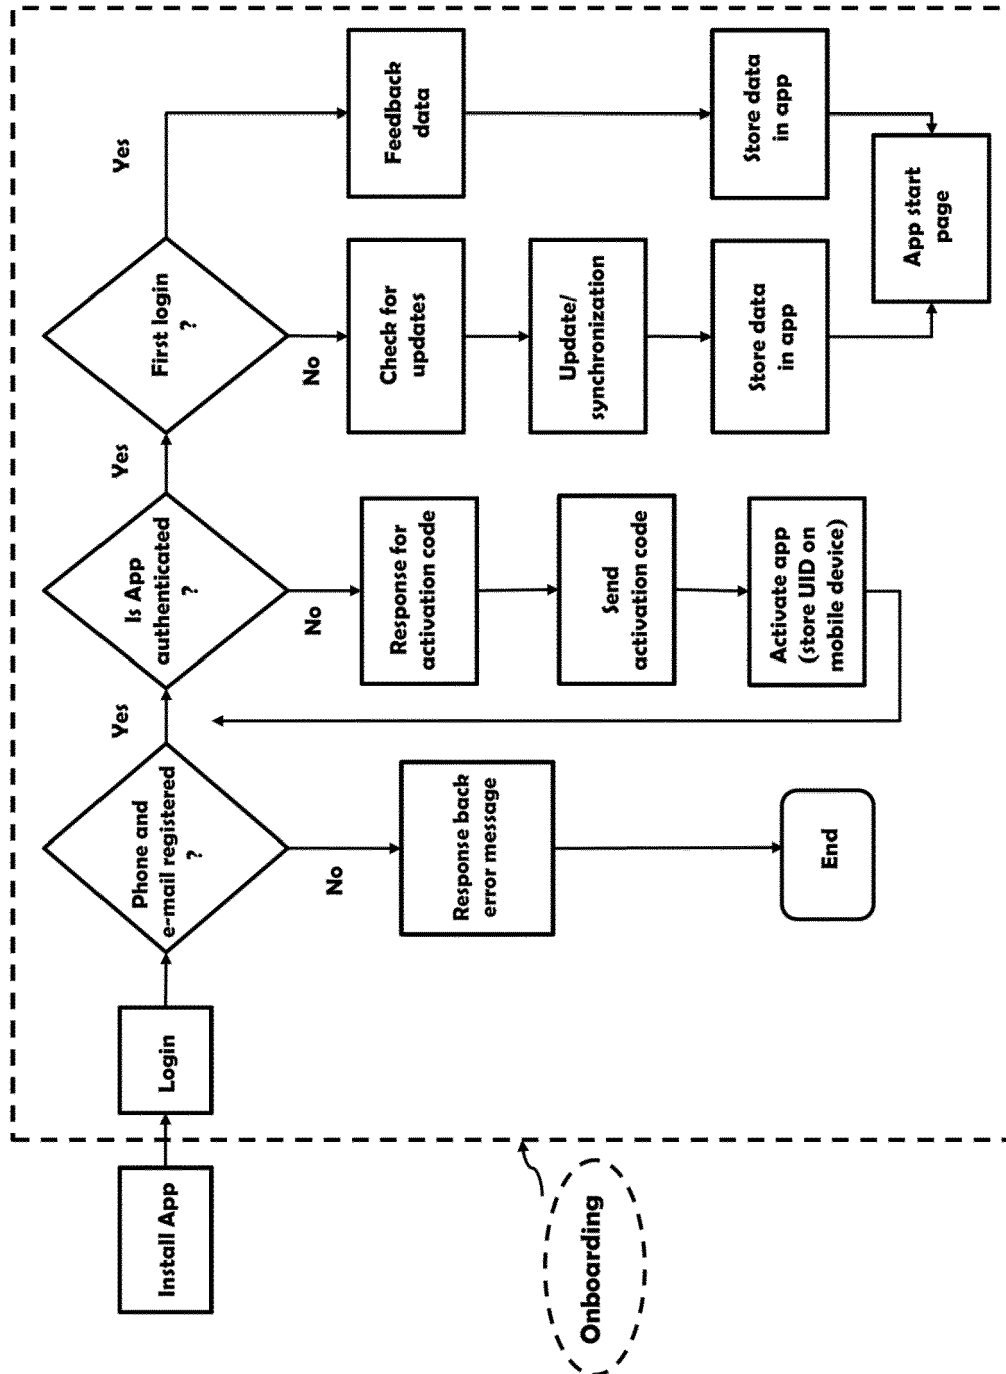 Install App
Login
Phone and
e-mail registered
?
Yes
No
Response back
error message
End
Is App
authenticated
?
Yes
No
Response for
activation code
Send
activation code
Activate app
(store UID on
mobile device)
First login
?
Yes
No
Check for
updates
Update/
synchronization
Store data
in app
Feedback
data
Store data
in app
App start
page
Onboarding